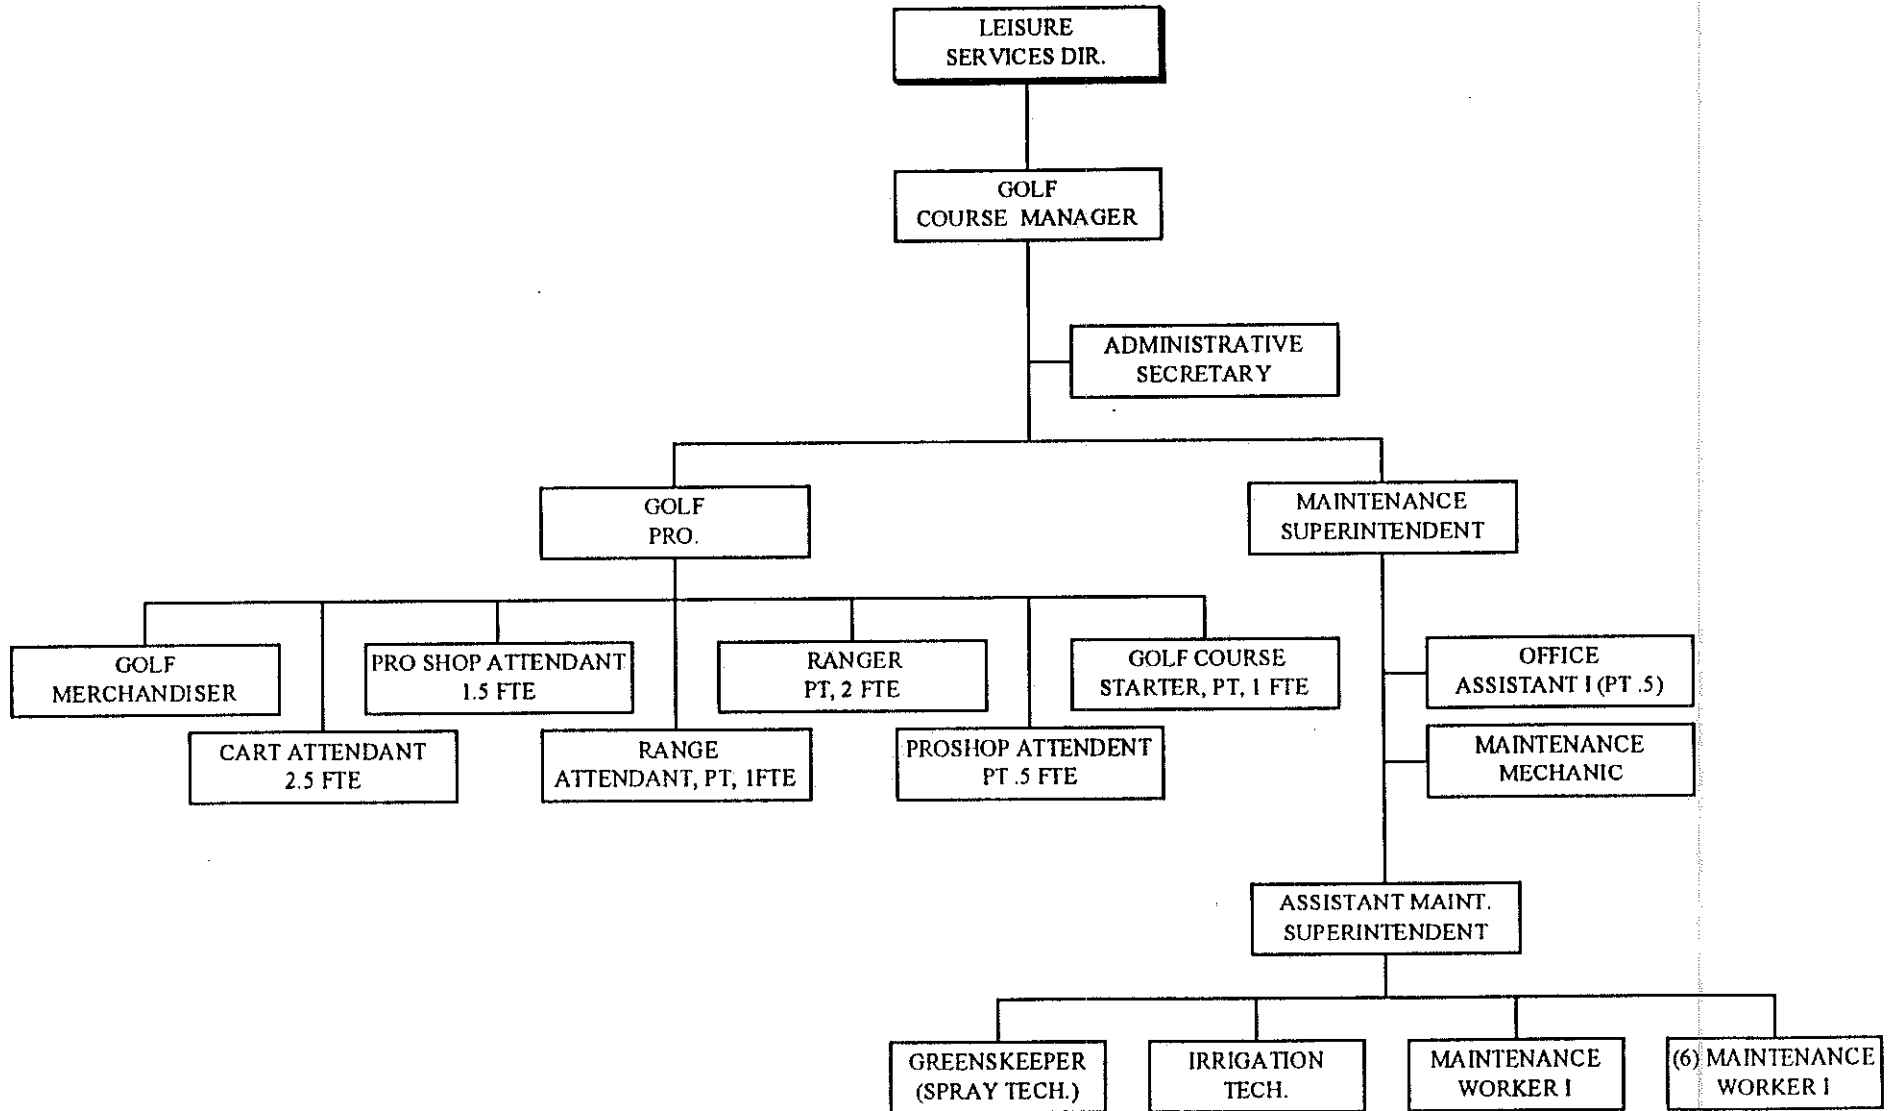 LEISURE
SERVICES DIR.
GOLF
COURSE MANAGER
ADMINISTRATIVE
SECRETARY
GOLF
PRO.
MAINTENANCE
SUPERINTENDENT
GOLF
MERCHANDISER
PRO SHOP ATTENDANT
1.5 FTE
RANGER
PT, 2 FTE
GOLF COURSE
STARTER, PT, 1 FTE
OFFICE
ASSISTANT I (PT .5)
CART ATTENDANT
2.5 FTE
RANGE
ATTENDANT, PT, 1FTE
PROSHOP ATTENDENT
PT .5 FTE
MAINTENANCE
MECHANIC
ASSISTANT MAINT.
SUPERINTENDENT
GREENSKEEPER
(SPRAY TECH.)
IRRIGATION
TECH.
MAINTENANCE
WORKER I
(6) MAINTENANCE
WORKER I